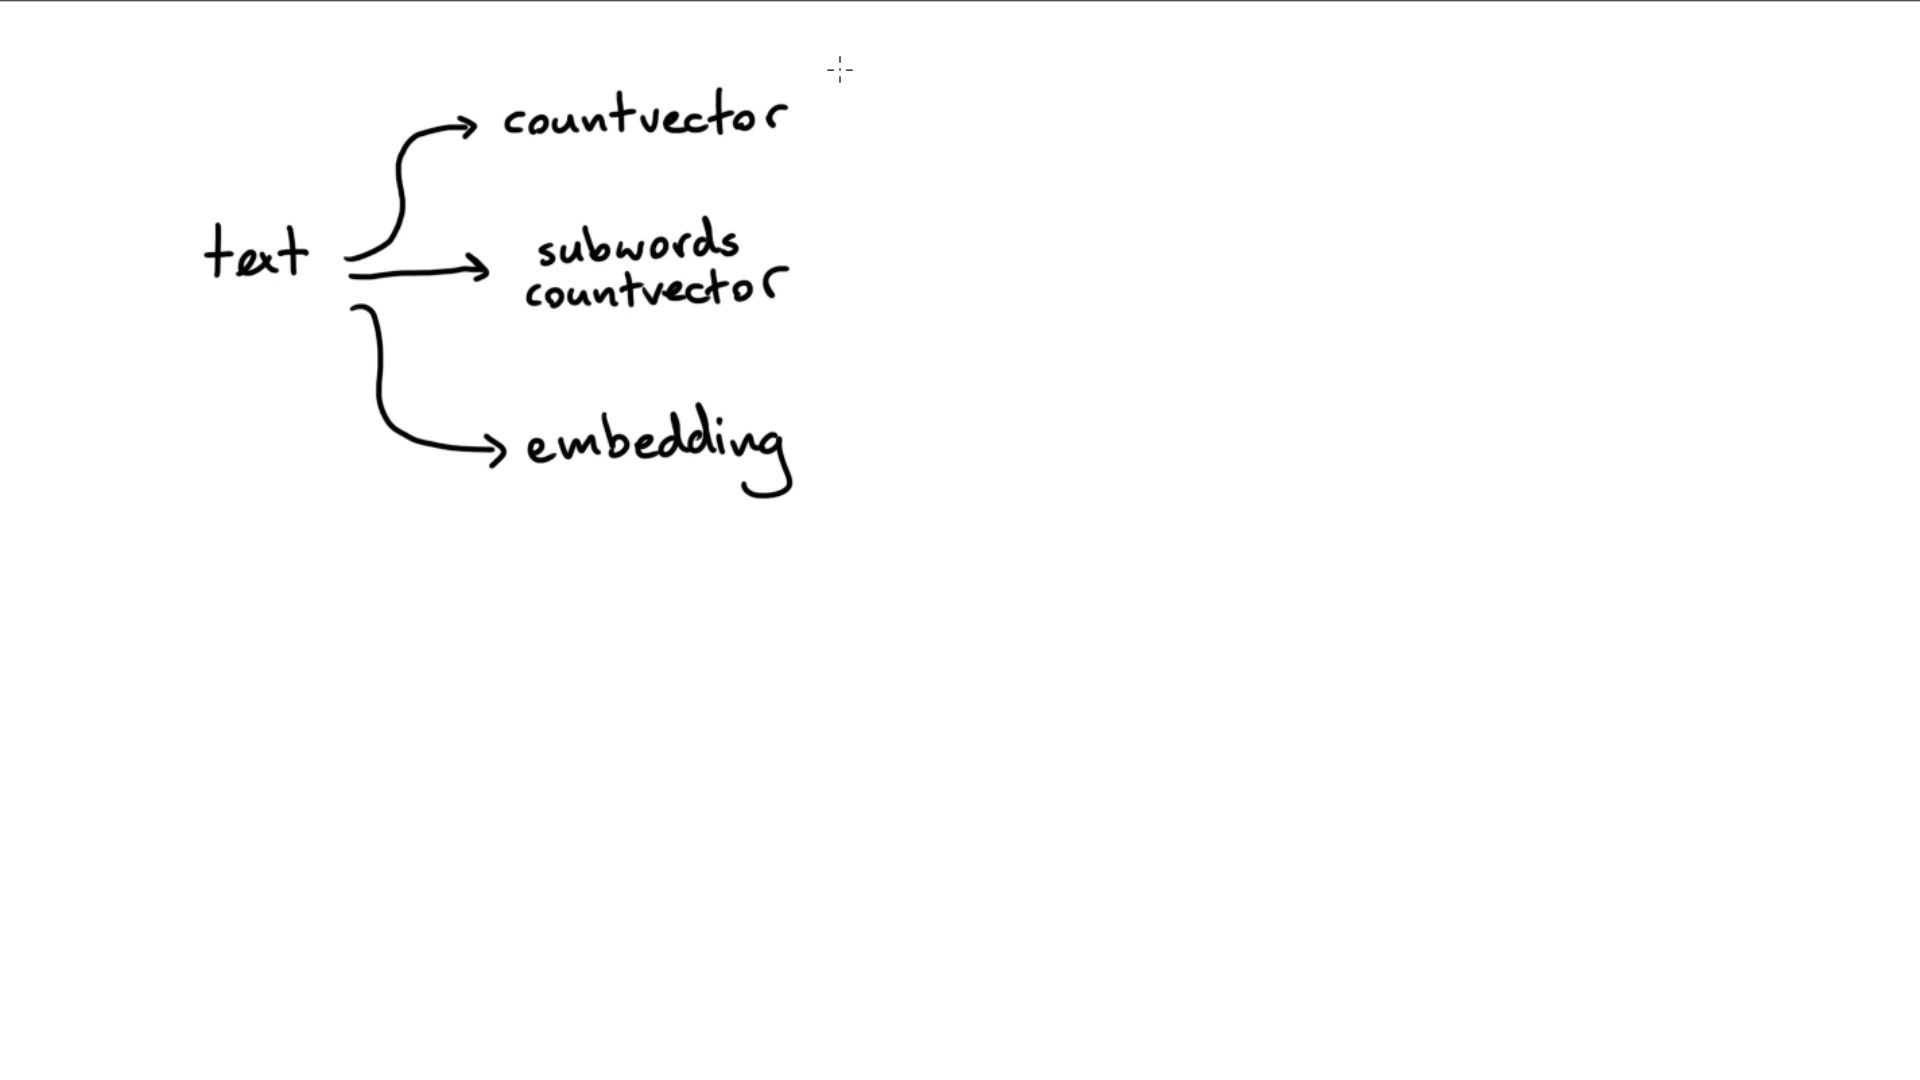 countvector
text
subwords
countvector
embedding